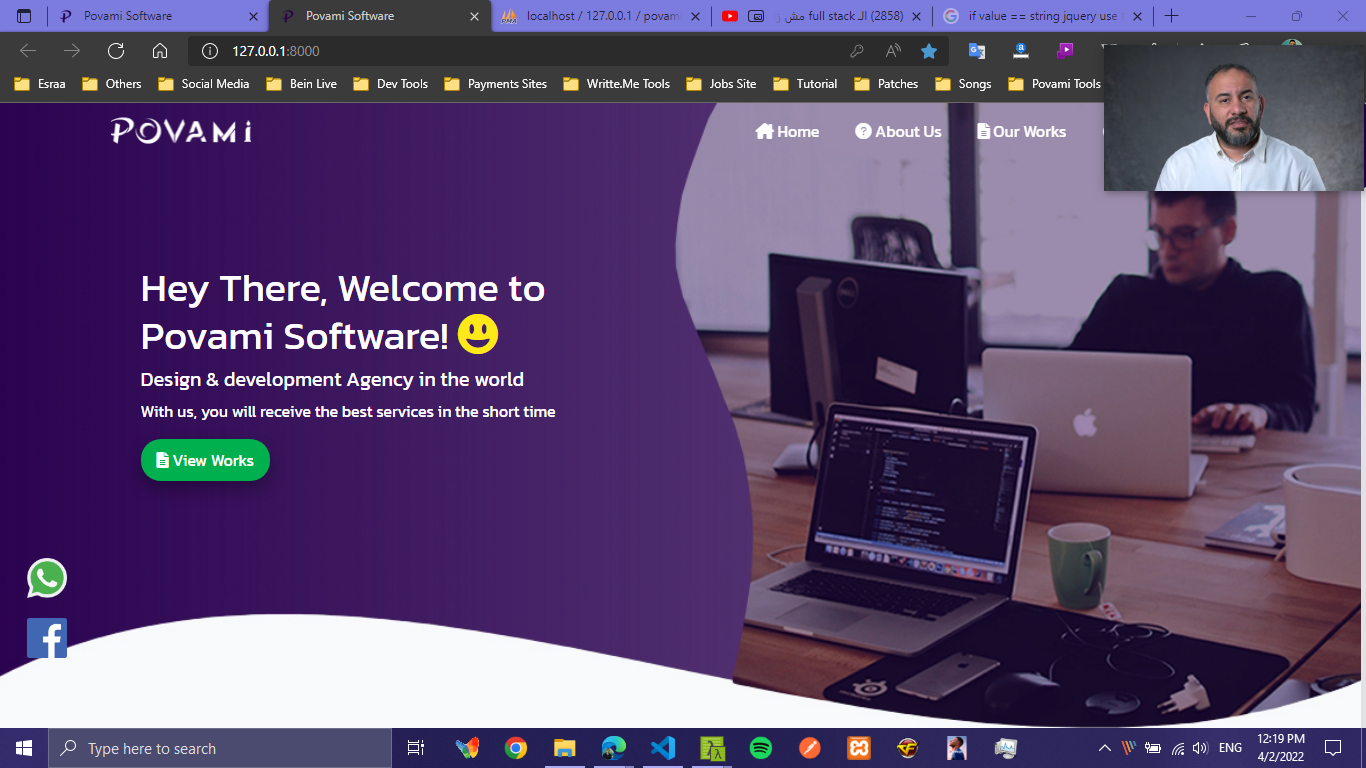 Povami Software
Povami Software
localhost / 127.0.0.1 / povami
(2858) الـ full stack مش
if value == string jquery use
127.0.0.1:8000
Esraa
Others
Social Media
Bein Live
Dev Tools
Payments Sites
Writte.Me Tools
Jobs Site
Tutorial
Patches
Songs
Povami Tools
POVAMi
Home
About Us
Our Works
Hey There, Welcome to
Povami Software!
Design & development Agency in the world
With us, you will receive the best services in the short time
View Works
Type here to search
ENG
12:19 PM
4/2/2022